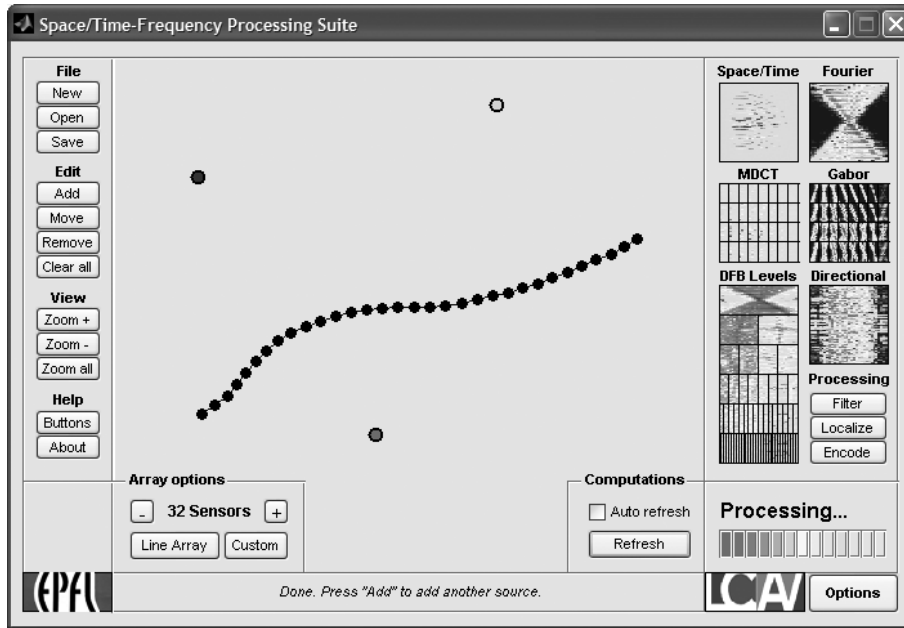 Space/Time-Frequency Processing Suite
File
New
Open
Save
Edit
Add
Move
Remove
Clear all
View
Zoom +
Zoom -
Zoom all
Help
Buttons
About
Space/Time
Fourier
MDCT
Gabor
DFB Levels
Directional
Processing
Filter
Localize
Encode
Array options
- 32 Sensors +
Line Array
Custom
Computations
Auto refresh
Refresh
Processing...
EPFL
Done. Press "Add" to add another source.
LCAV
Options